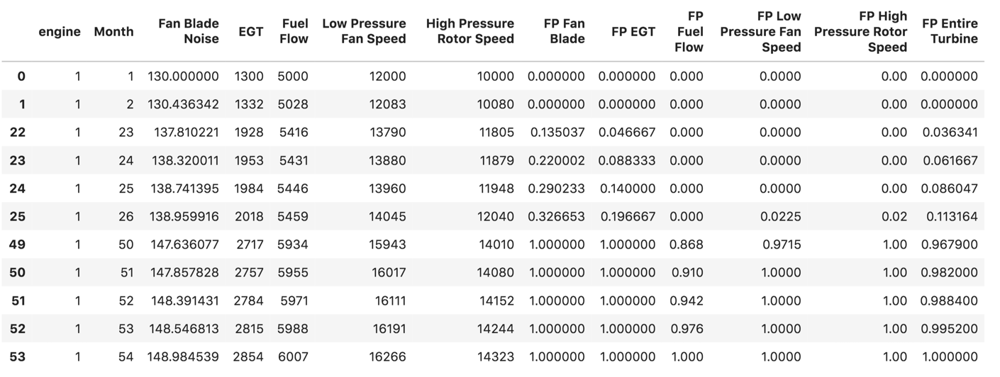 engine Month Fan Blade Noise EGT Fuel Flow Low Pressure Fan Speed High Pressure Rotor Speed FP Fan Blade FP EGT FP Fuel Flow FP Low Pressure Fan Speed FP High Pressure Rotor Speed FP Entire Turbine
0 1 1 130.000000 1300 5000 12000 10000 0.000000 0.000000 0.000 0.0000 0.00 0.000000
1 1 2 130.436342 1332 5028 12083 10080 0.000000 0.000000 0.000 0.0000 0.00 0.000000
22 1 23 137.810221 1928 5416 13790 11805 0.135037 0.046667 0.000 0.0000 0.00 0.036341
23 1 24 138.320011 1953 5431 13880 11879 0.220002 0.088333 0.000 0.0000 0.00 0.061667
24 1 25 138.741395 1984 5446 13960 11948 0.290233 0.140000 0.000 0.0000 0.00 0.086047
25 1 26 138.959916 2018 5459 14045 12040 0.326653 0.196667 0.000 0.0225 0.02 0.113164
49 1 50 147.636077 2717 5934 15943 14010 1.000000 1.000000 0.868 0.9715 1.00 0.967900
50 1 51 147.857828 2757 5955 16017 14080 1.000000 1.000000 0.910 1.0000 1.00 0.982000
51 1 52 148.391431 2784 5971 16111 14152 1.000000 1.000000 0.942 1.0000 1.00 0.988400
52 1 53 148.546813 2815 5988 16191 14244 1.000000 1.000000 0.976 1.0000 1.00 0.995200
53 1 54 148.984539 2854 6007 16266 14323 1.000000 1.000000 1.000 1.0000 1.00 1.000000